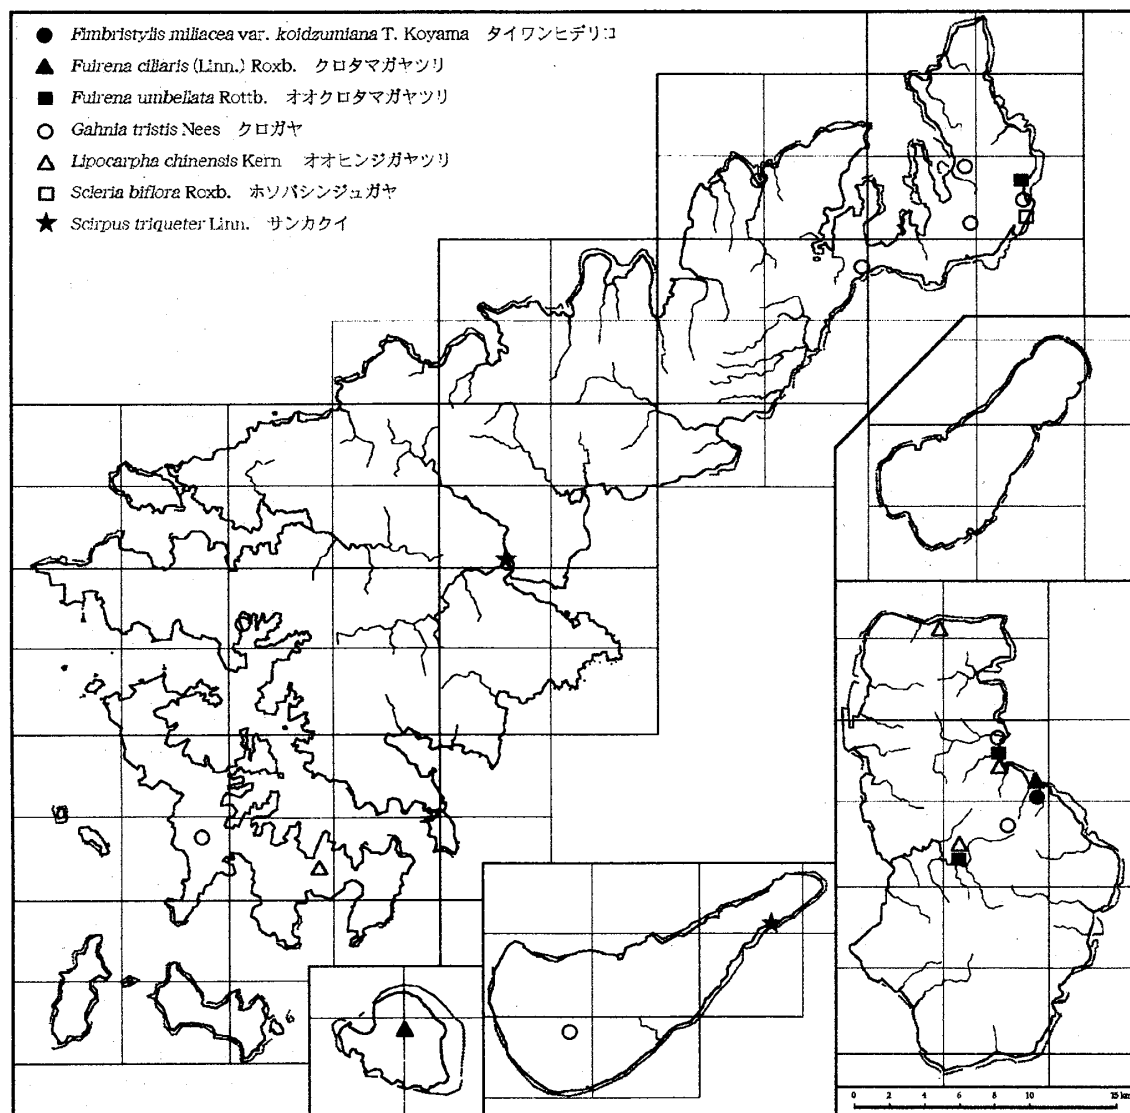 ● Fimbristylis miliacea var. koidzumiana T. Koyama タイワンヒデリコ
▲ Fuirena ciliaris (Linn.) Roxb. クロタマガヤツリ
■ Fuirena umbellata Rottb. オオクロタマガヤツリ
○ Gahnia tristis Nees クロガヤ
△ Lipocarpha chinensis Kern オオヒンジガヤツリ
□ Scleria biflora Roxb. ホソバシンジュガヤ
★ Scirpus triqueter Linn. サンカクイ
0 2 4 6 8 10 15 km